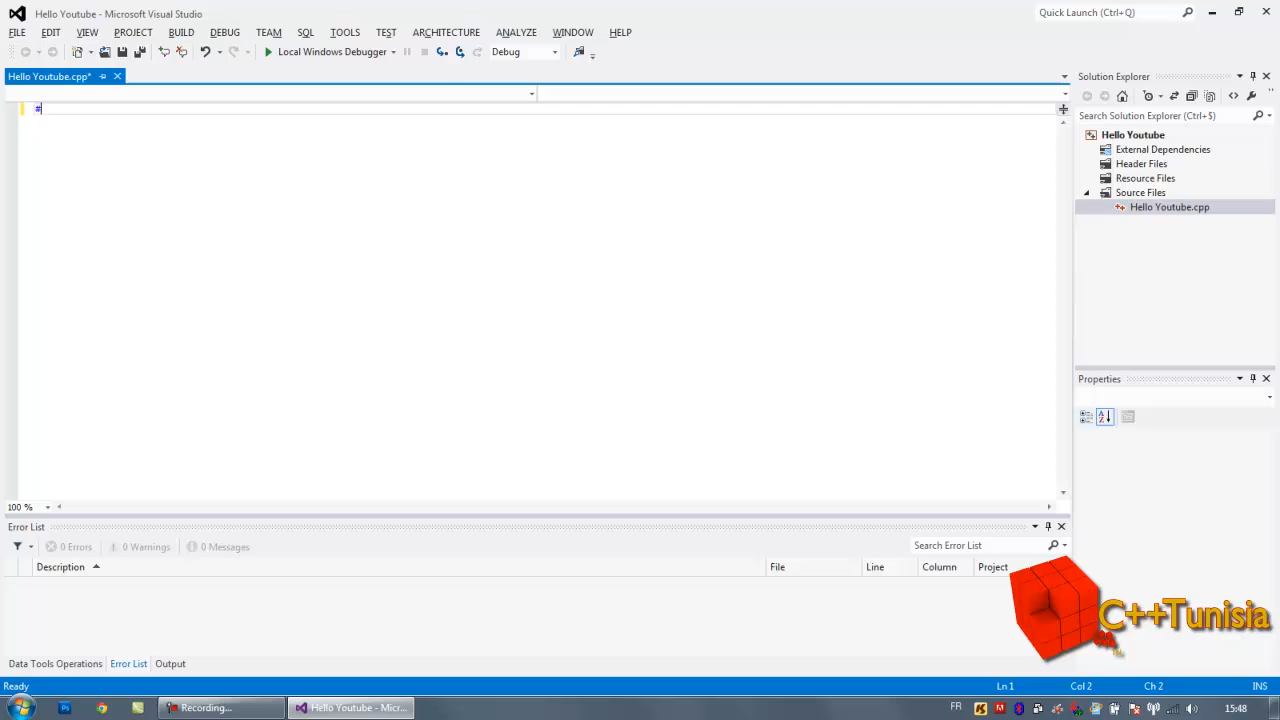 Hello Youtube - Microsoft Visual Studio
Quick Launch (Ctrl+Q)
FILE EDIT VIEW PROJECT BUILD DEBUG TEAM SQL TOOLS TEST ARCHITECTURE ANALYZE WINDOW HELP
Local Windows Debugger Debug
Hello Youtube.cpp*
#
Solution Explorer
Search Solution Explorer (Ctrl+$)
Hello Youtube
External Dependencies
Header Files
Resource Files
Source Files
Hello Youtube.cpp
Properties
100 %
Error List
0 Errors 0 Warnings 0 Messages
Search Error List
Description File Line Column Project
C++Tunisia
Data Tools Operations Error List Output
Ready Ln 1 Col 2 Ch 2 INS
Recording... Hello Youtube - Micr... FR 15:48